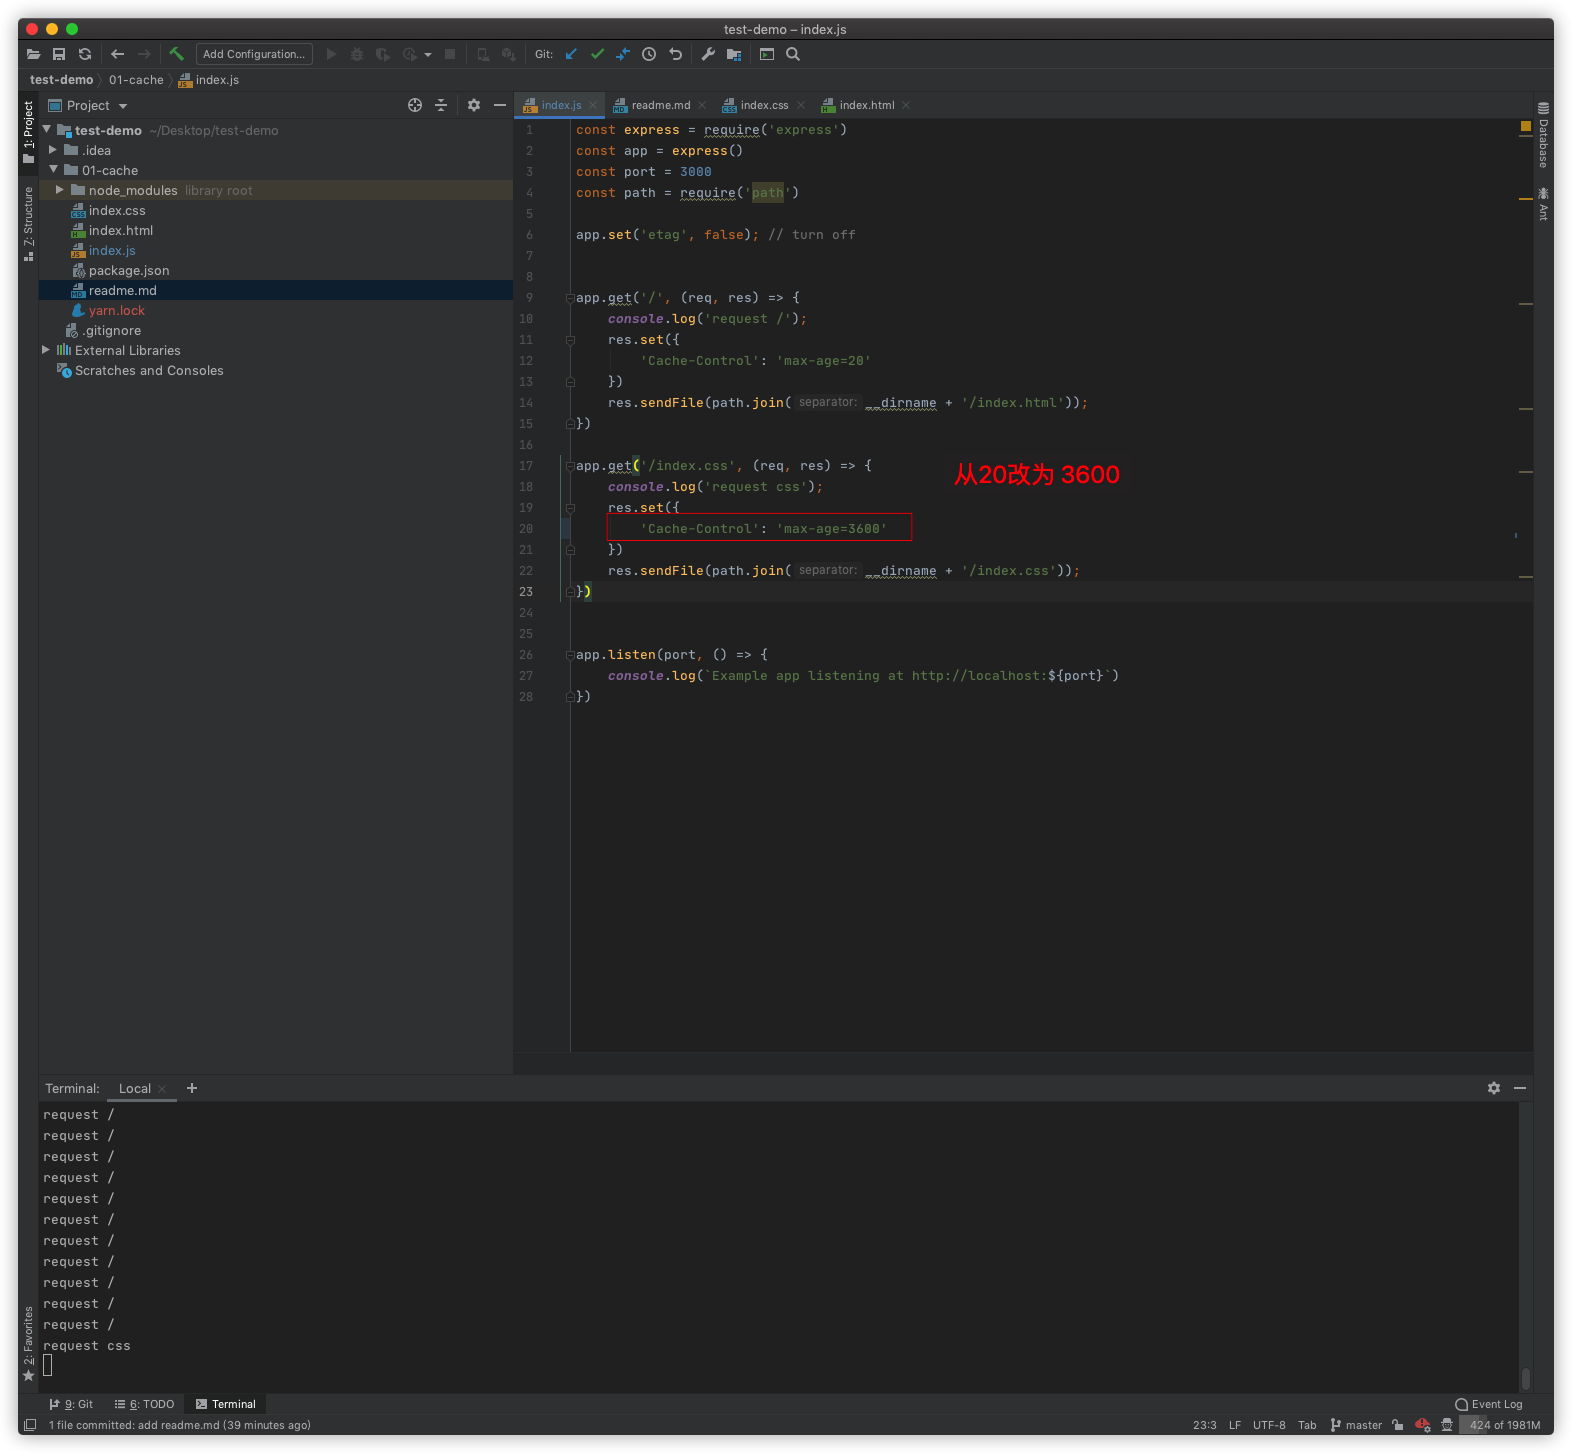 test-demo – index.js
Add Configuration...
Git:
test-demo
01-cache
index.js
1: Project
7: Structure
2: Favorites
Project
test-demo ~/Desktop/test-demo
.idea
01-cache
node_modules library root
index.css
index.html
index.js
package.json
readme.md
yarn.lock
.gitignore
External Libraries
Scratches and Consoles
index.js
readme.md
index.css
index.html
1 const express = require('express')
2 const app = express()
3 const port = 3000
4 const path = require('path')
5
6 app.set('etag', false); // turn off
7
8
9 app.get('/', (req, res) => {
10 console.log('request /');
11 res.set({
12 'Cache-Control': 'max-age=20'
13 })
14 res.sendFile(path.join( separator: __dirname + '/index.html'));
15 })
16
17 app.get('/index.css', (req, res) => {
从20改为 3600
18 console.log('request css');
19 res.set({
20 'Cache-Control': 'max-age=3600'
21 })
22 res.sendFile(path.join( separator: __dirname + '/index.css'));
23 })
24
25
26 app.listen(port, () => {
27 console.log(`Example app listening at http://localhost:${port}`)
28 })
Database
Ant
Terminal:
Local
request /
request /
request /
request /
request /
request /
request /
request /
request /
request /
request /
request css
9: Git
6: TODO
Terminal
Event Log
1 file committed: add readme.md (39 minutes ago)
23:3
LF
UTF-8
Tab
master
424 of 1981M